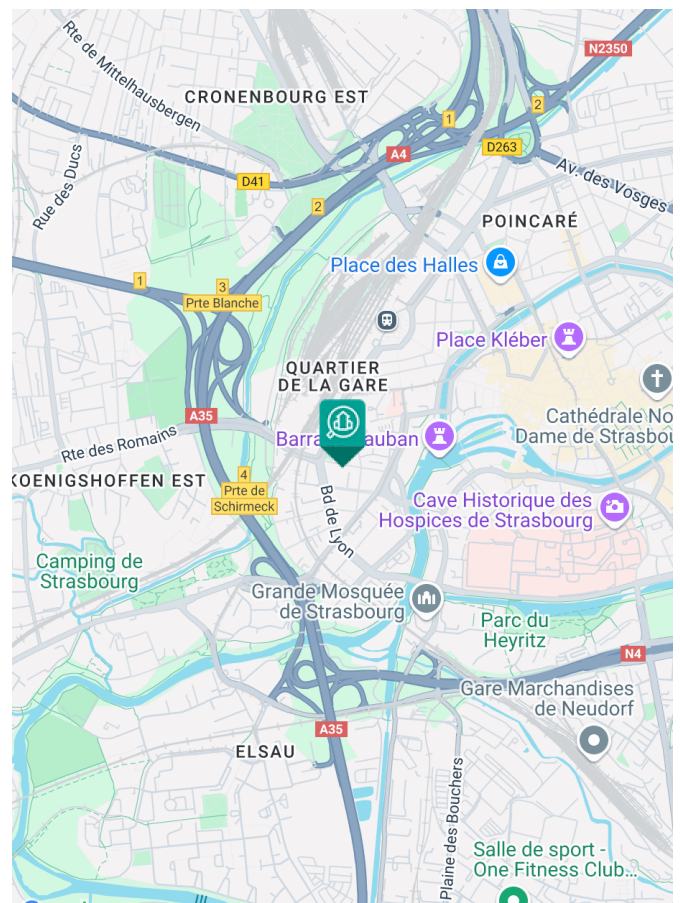 N2350
Rte de Mittelhausbergen
CRONENBOURG EST
2
1
A4
D263
Av. des Vosges
Rue des Ducs
D41
2
POINCARÉ
Place des Halles
1
3
Prte Blanche
Place Kléber
QUARTIER
DE LA GARE
A35
Cathédrale No
Dame de Strasbou
Rte des Romains
Barra
auban
4
Prte de
Schirmeck
KOENIGSHOFFEN EST
Bd de Lyon
Cave Historique des
Hospices de Strasbourg
Camping de
Strasbourg
Grande Mosquée
de Strasbourg
Parc du
Heyritz
N4
Gare Marchandises
de Neudorf
A35
ELSAU
Plaine des Bouchers
Salle de sport -
One Fitness Club...